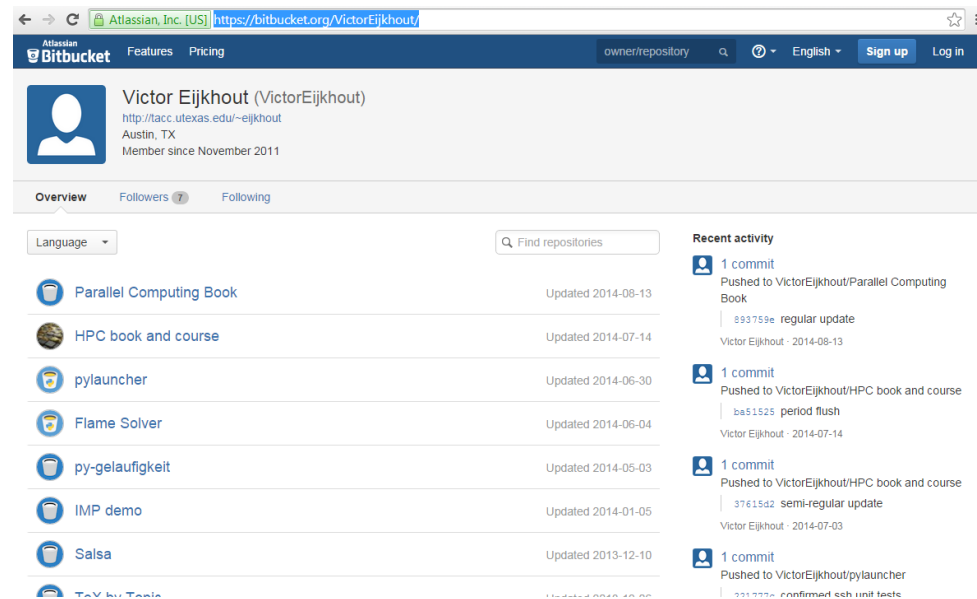 Atlassian, Inc. [US] https://bitbucket.org/VictorEijkhout/
Atlassian
Bitbucket Features Pricing owner/repository English Sign up Log in
Victor Eijkhout (VictorEijkhout)
http://tacc.utexas.edu/~eijkhout
Austin, TX
Member since November 2011
Overview Followers 7 Following
Language Find repositories
Parallel Computing Book Updated 2014-08-13
HPC book and course Updated 2014-07-14
pylauncher Updated 2014-06-30
Flame Solver Updated 2014-06-04
py-gelaufigkeit Updated 2014-05-03
IMP demo Updated 2014-01-05
Salsa Updated 2013-12-10
Recent activity
1 commit
Pushed to VictorEijkhout/Parallel Computing
Book
893759e regular update
Victor Eijkhout · 2014-08-13
1 commit
Pushed to VictorEijkhout/HPC book and course
ba51525 period flush
Victor Eijkhout · 2014-07-14
1 commit
Pushed to VictorEijkhout/HPC book and course
37615d2 semi-regular update
Victor Eijkhout · 2014-07-03
1 commit
Pushed to VictorEijkhout/pylauncher
confirmed ssh unit tests